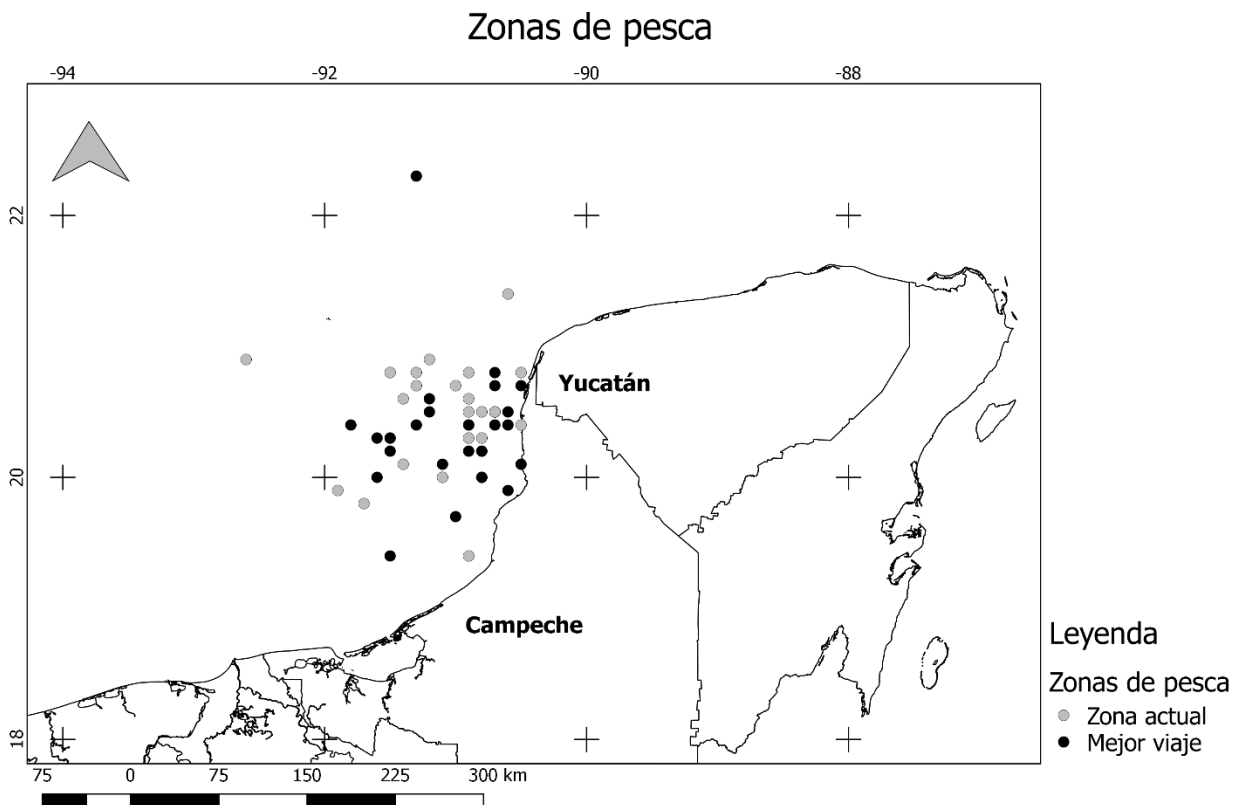 Zonas de pesca
-94 -92 -90 -88
22
20
18
Yucatán
Campeche
Leyenda
Zonas de pesca
Zona actual
Mejor viaje
75 0 75 150 225 300 km